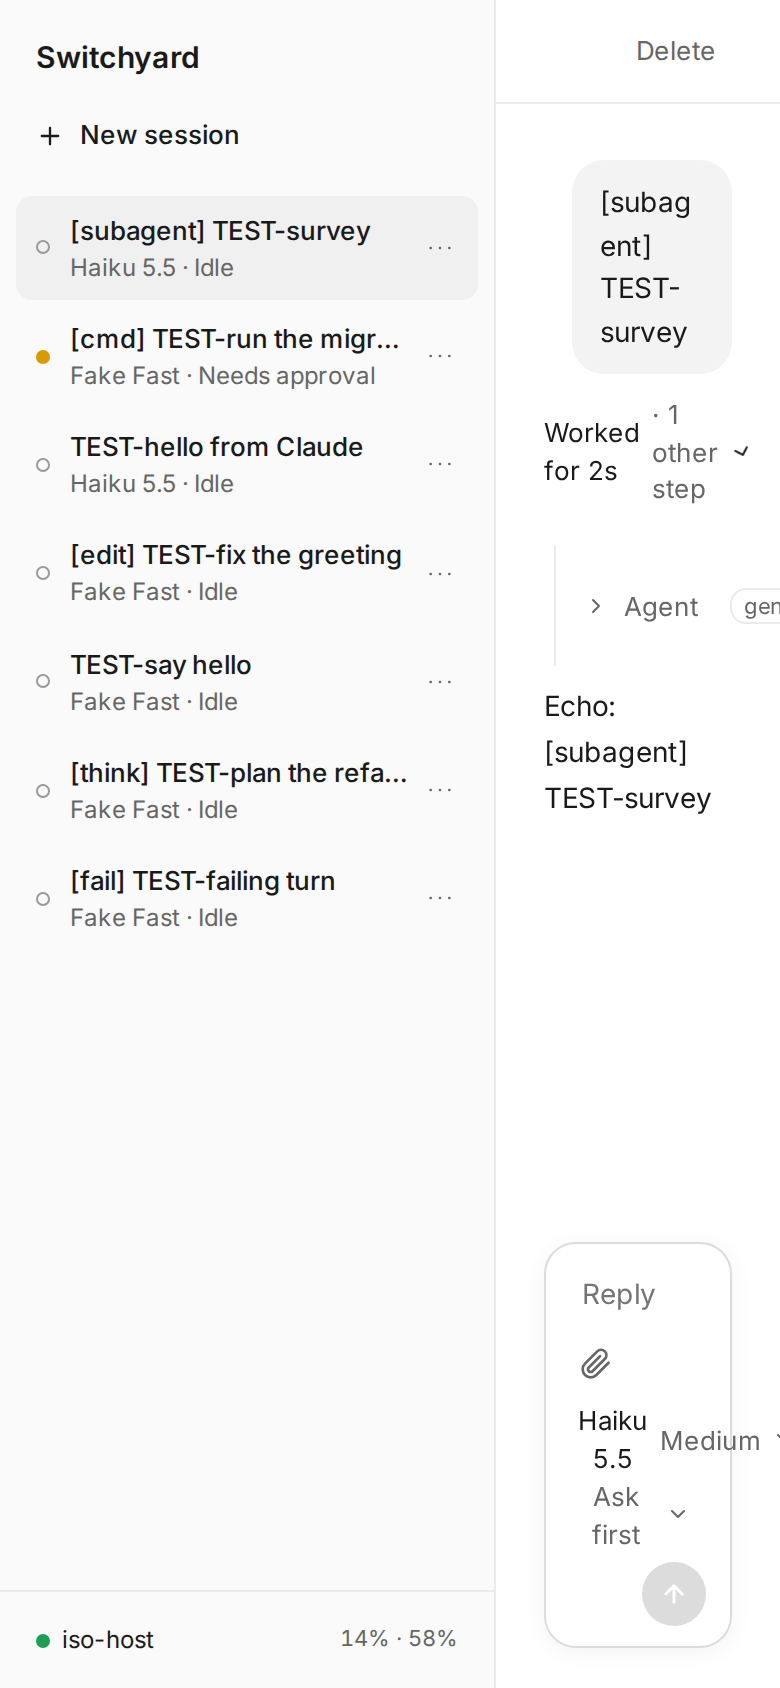 Switchyard
New session
[subagent] TEST-survey
Haiku 5.5 · Idle
[cmd] TEST-run the migr...
Fake Fast · Needs approval
TEST-hello from Claude
Haiku 5.5 · Idle
[edit] TEST-fix the greeting
Fake Fast · Idle
TEST-say hello
Fake Fast · Idle
[think] TEST-plan the refa...
Fake Fast · Idle
[fail] TEST-failing turn
Fake Fast · Idle
iso-host 14% · 58%
Delete
[subag
ent]
TEST-
survey
Worked
for 2s
· 1
other
step
Agent gen
Echo:
[subagent]
TEST-survey
Reply
Haiku
5.5
Medium
Ask
first